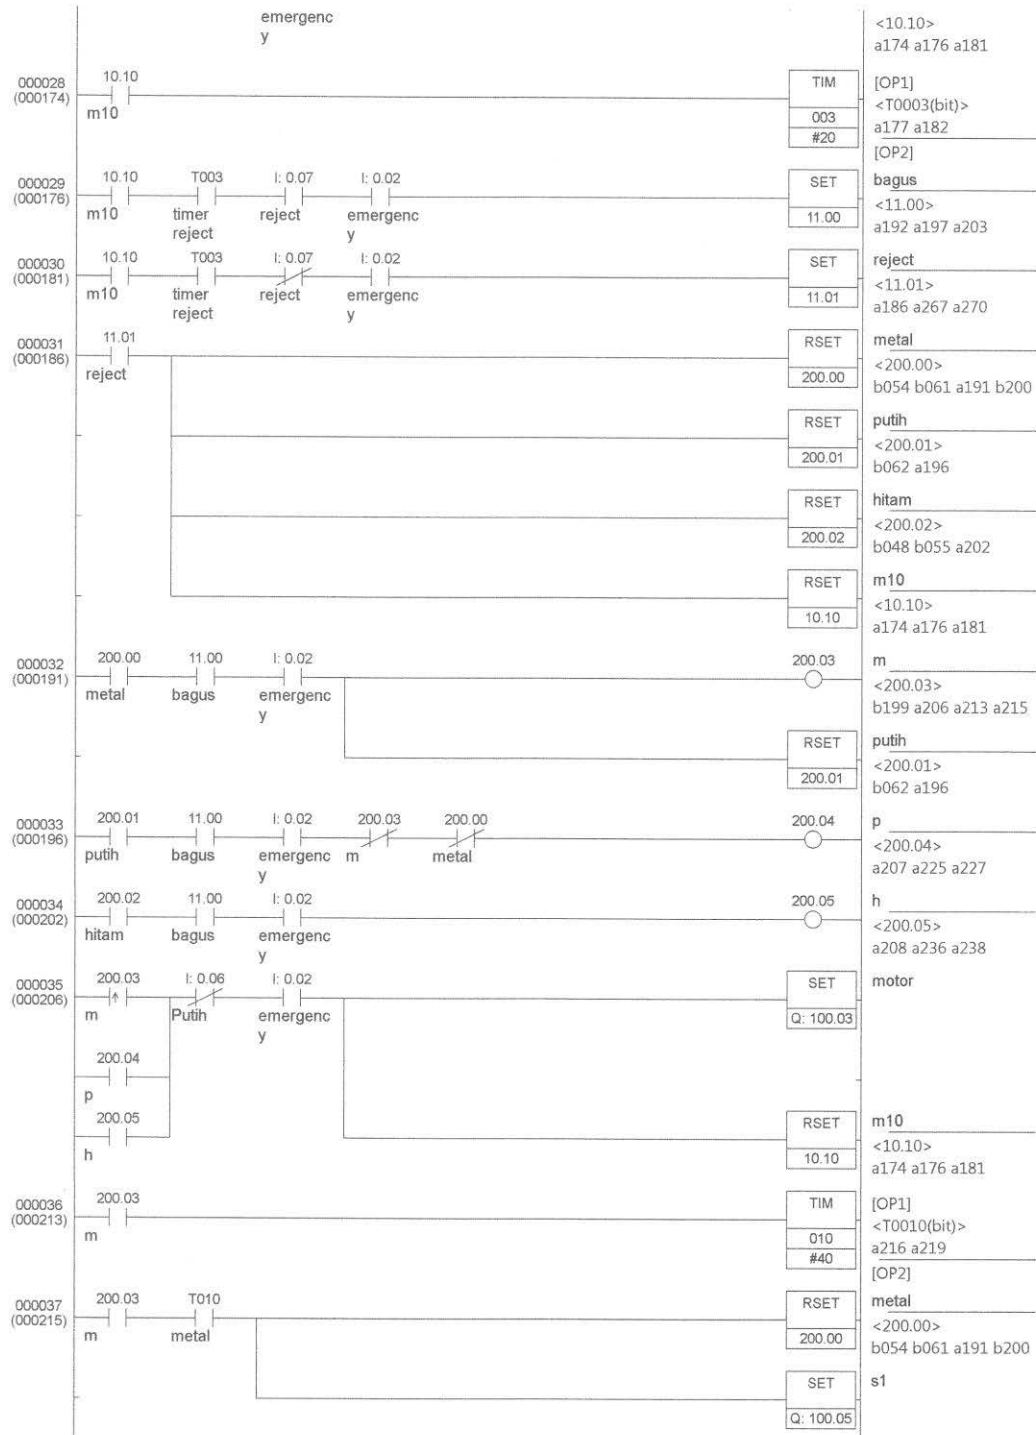 emergenc
y
<10.10>
a174 a176 a181
000028
(000174)
10.10
m10
TIM
003
#20
[OP1]
<T0003(bit)>
a177 a182
[OP2]
000029
(000176)
10.10 T003 I: 0.07 I: 0.02
m10 timer reject emergenc
reject y
SET
11.00
bagus
<11.00>
a192 a197 a203
000030
(000181)
10.10 T003 I: 0.07 I: 0.02
m10 timer reject emergenc
reject y
SET
11.01
reject
<11.01>
a186 a267 a270
000031
(000186)
11.01
reject
RSET
200.00
metal
<200.00>
b054 b061 a191 b200
RSET
200.01
putih
<200.01>
b062 a196
RSET
200.02
hitam
<200.02>
b048 b055 a202
RSET
10.10
m10
<10.10>
a174 a176 a181
000032
(000191)
200.00 11.00 I: 0.02
metal bagus emergenc
y
200.03
m
<200.03>
b199 a206 a213 a215
RSET
200.01
putih
<200.01>
b062 a196
000033
(000196)
200.01 11.00 I: 0.02 200.03 200.00
putih bagus emergenc m metal
y
200.04
p
<200.04>
a207 a225 a227
000034
(000202)
200.02 11.00 I: 0.02
hitam bagus emergenc
y
200.05
h
<200.05>
a208 a236 a238
000035
(000206)
200.03 I: 0.06 I: 0.02
m Putih emergenc
y
SET
Q: 100.03
motor
200.04
p
200.05
h
RSET
10.10
m10
<10.10>
a174 a176 a181
000036
(000213)
200.03
m
TIM
010
#40
[OP1]
<T0010(bit)>
a216 a219
[OP2]
000037
(000215)
200.03 T010
m metal
RSET
200.00
metal
<200.00>
b054 b061 a191 b200
SET
Q: 100.05
s1